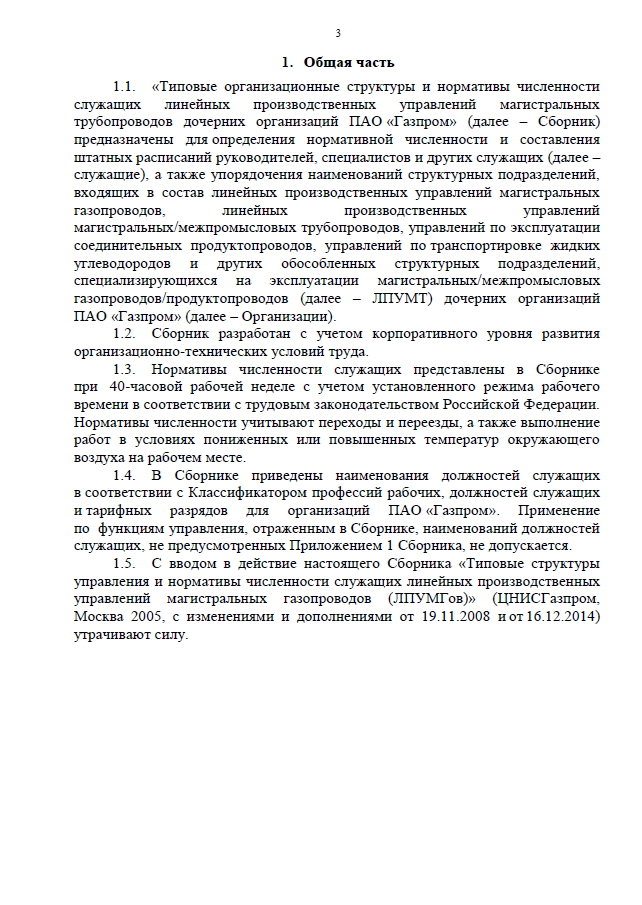 3
1. Общая часть
1.1. «Типовые организационные структуры и нормативы численности
служащих линейных производственных управлений магистральных
трубопроводов дочерних организаций ПАО «Газпром» (далее – Сборник)
предназначены для определения нормативной численности и составления
штатных расписаний руководителей, специалистов и других служащих (далее –
служащие), а также упорядочения наименований структурных подразделений,
входящих в состав линейных производственных управлений магистральных
газопроводов, линейных производственных управлений
магистральных/межпромысловых трубопроводов, управлений по эксплуатации
соединительных продуктопроводов, управлений по транспортировке жидких
углеводородов и других обособленных структурных подразделений,
специализирующихся на эксплуатации магистральных/межпромысловых
газопроводов/продуктопроводов (далее – ЛПУМТ) дочерних организаций
ПАО «Газпром» (далее – Организации).
1.2. Сборник разработан с учетом корпоративного уровня развития
организационно-технических условий труда.
1.3. Нормативы численности служащих представлены в Сборнике
при 40-часовой рабочей неделе с учетом установленного режима рабочего
времени в соответствии с трудовым законодательством Российской Федерации.
Нормативы численности учитывают переходы и переезды, а также выполнение
работ в условиях пониженных или повышенных температур окружающего
воздуха на рабочем месте.
1.4. В Сборнике приведены наименования должностей служащих
в соответствии с Классификатором профессий рабочих, должностей служащих
и тарифных разрядов для организаций ПАО «Газпром». Применение
по функциям управления, отраженным в Сборнике, наименований должностей
служащих, не предусмотренных Приложением 1 Сборника, не допускается.
1.5. С вводом в действие настоящего Сборника «Типовые структуры
управления и нормативы численности служащих линейных производственных
управлений магистральных газопроводов (ЛПУМГов)» (ЦНИСГазпром,
Москва 2005, с изменениями и дополнениями от 19.11.2008 и от 16.12.2014)
утрачивают силу.